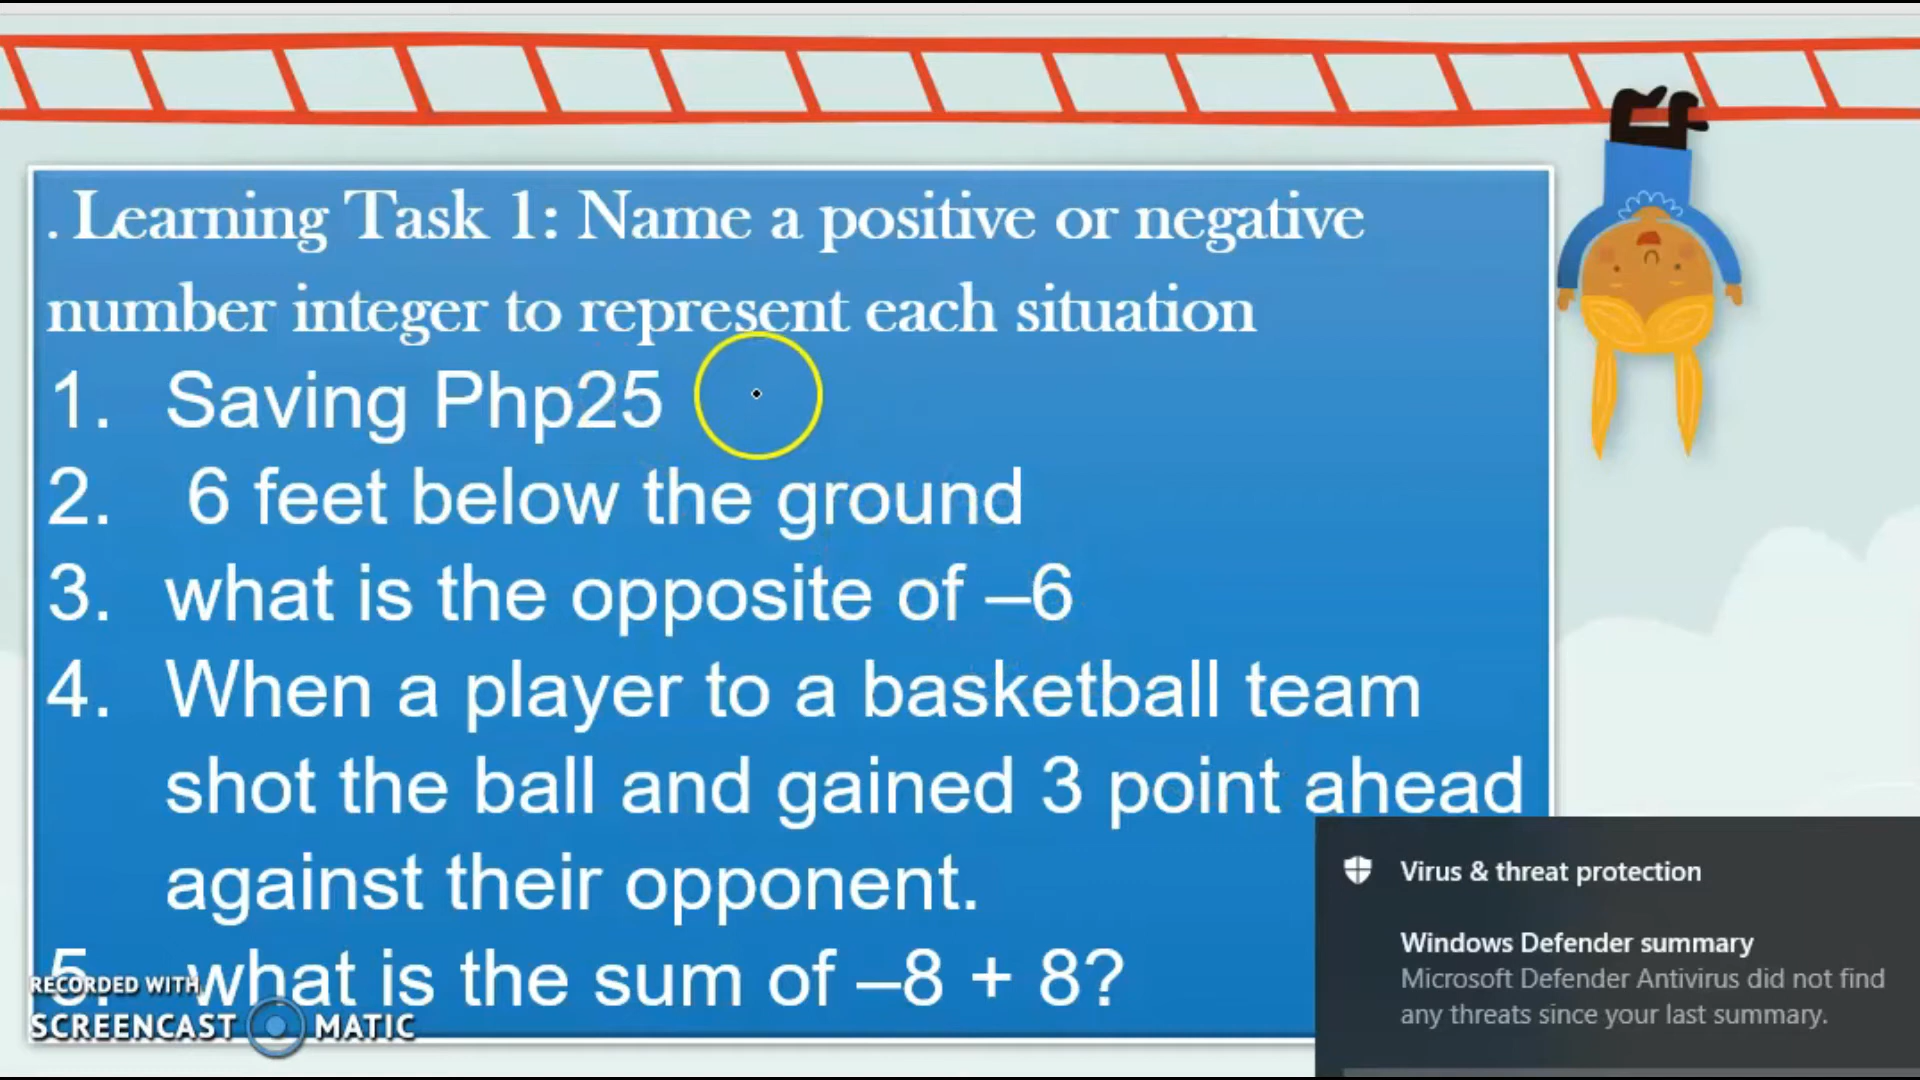 . Learning Task 1: Name a positive or negative
number integer to represent each situation
1. Saving Php25
2. 6 feet below the ground
3. what is the opposite of –6
4. When a player to a basketball team
shot the ball and gained 3 point ahead
against their opponent.
5. what is the sum of –8 + 8?
RECORDED WITH
SCREENCAST MATIC
Virus & threat protection
Windows Defender summary
Microsoft Defender Antivirus did not find
any threats since your last summary.